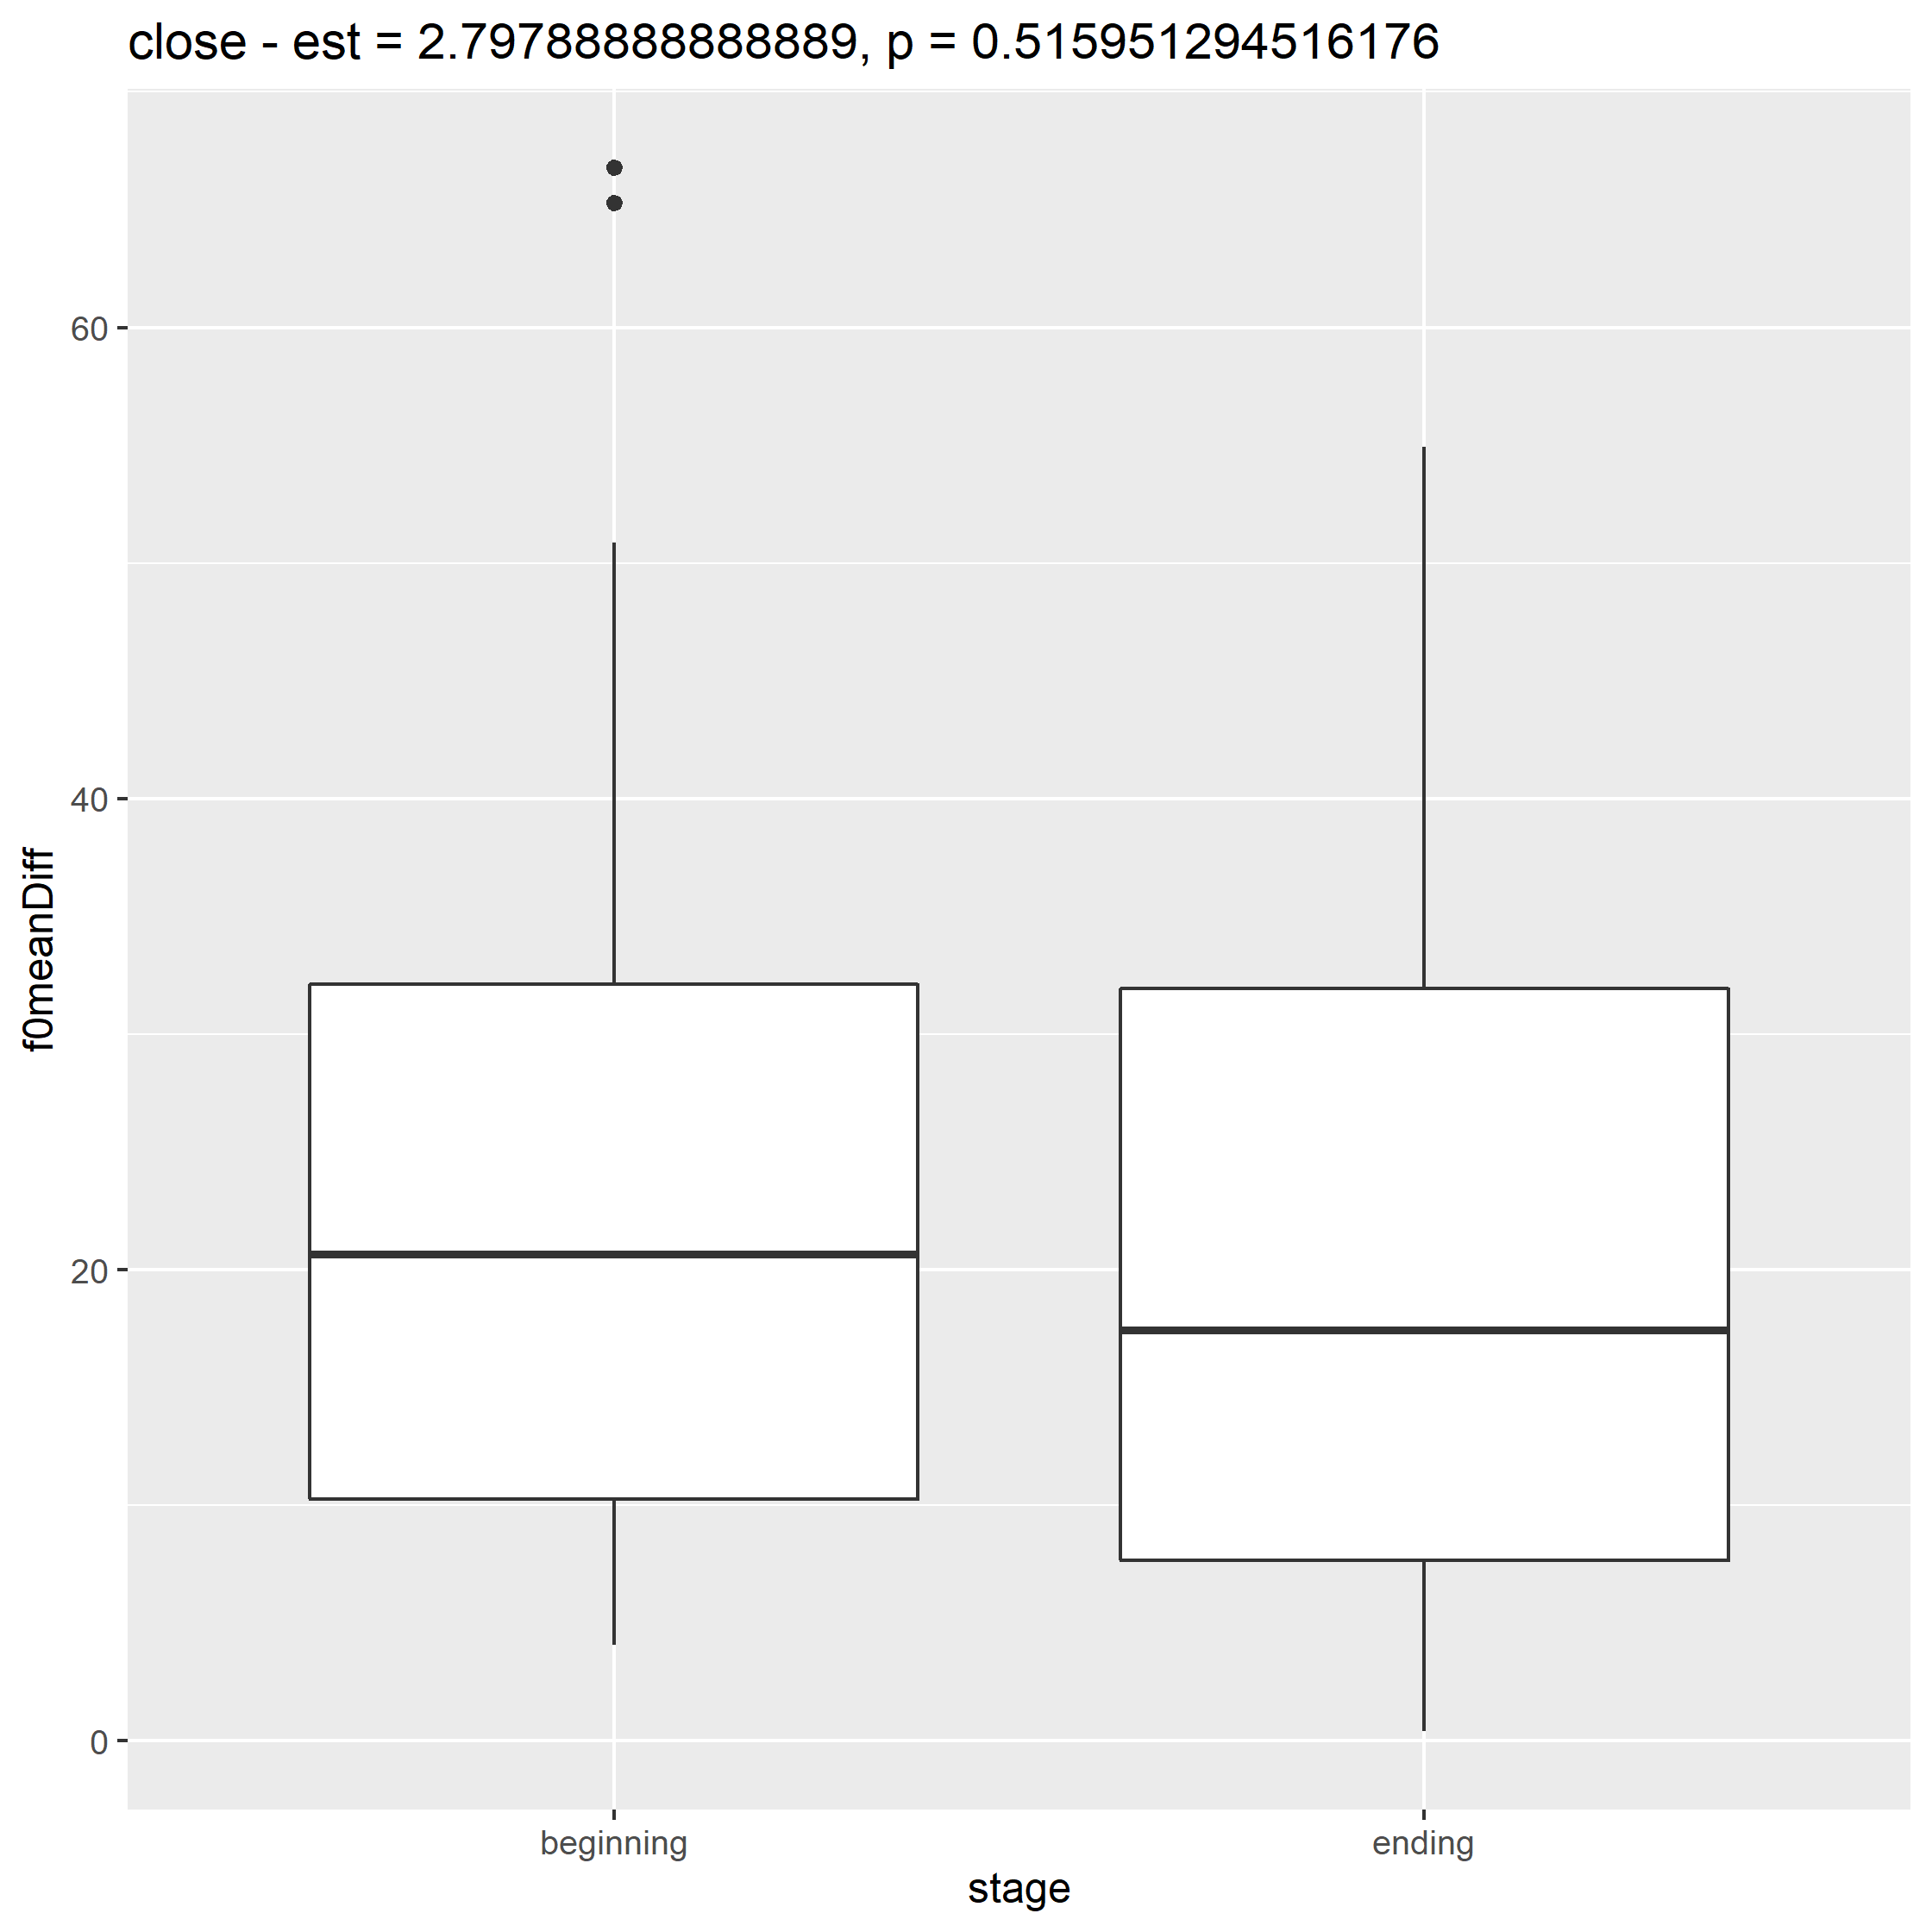 close - est = 2.79788888888889, p = 0.515951294516176
f0meanDiff
60
40
20
0
beginning
ending
stage